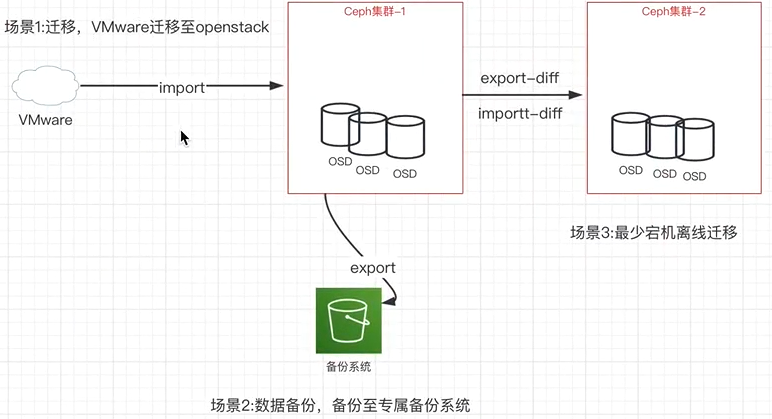 场景1:迁移，VMware迁移至openstack
Ceph集群-1
Ceph集群-2
import
VMware
export-diff
importt-diff
OSD
OSD
OSD
OSD
OSD
OSD
场景3:最少宕机离线迁移
export
备份系统
场景2:数据备份，备份至专属备份系统